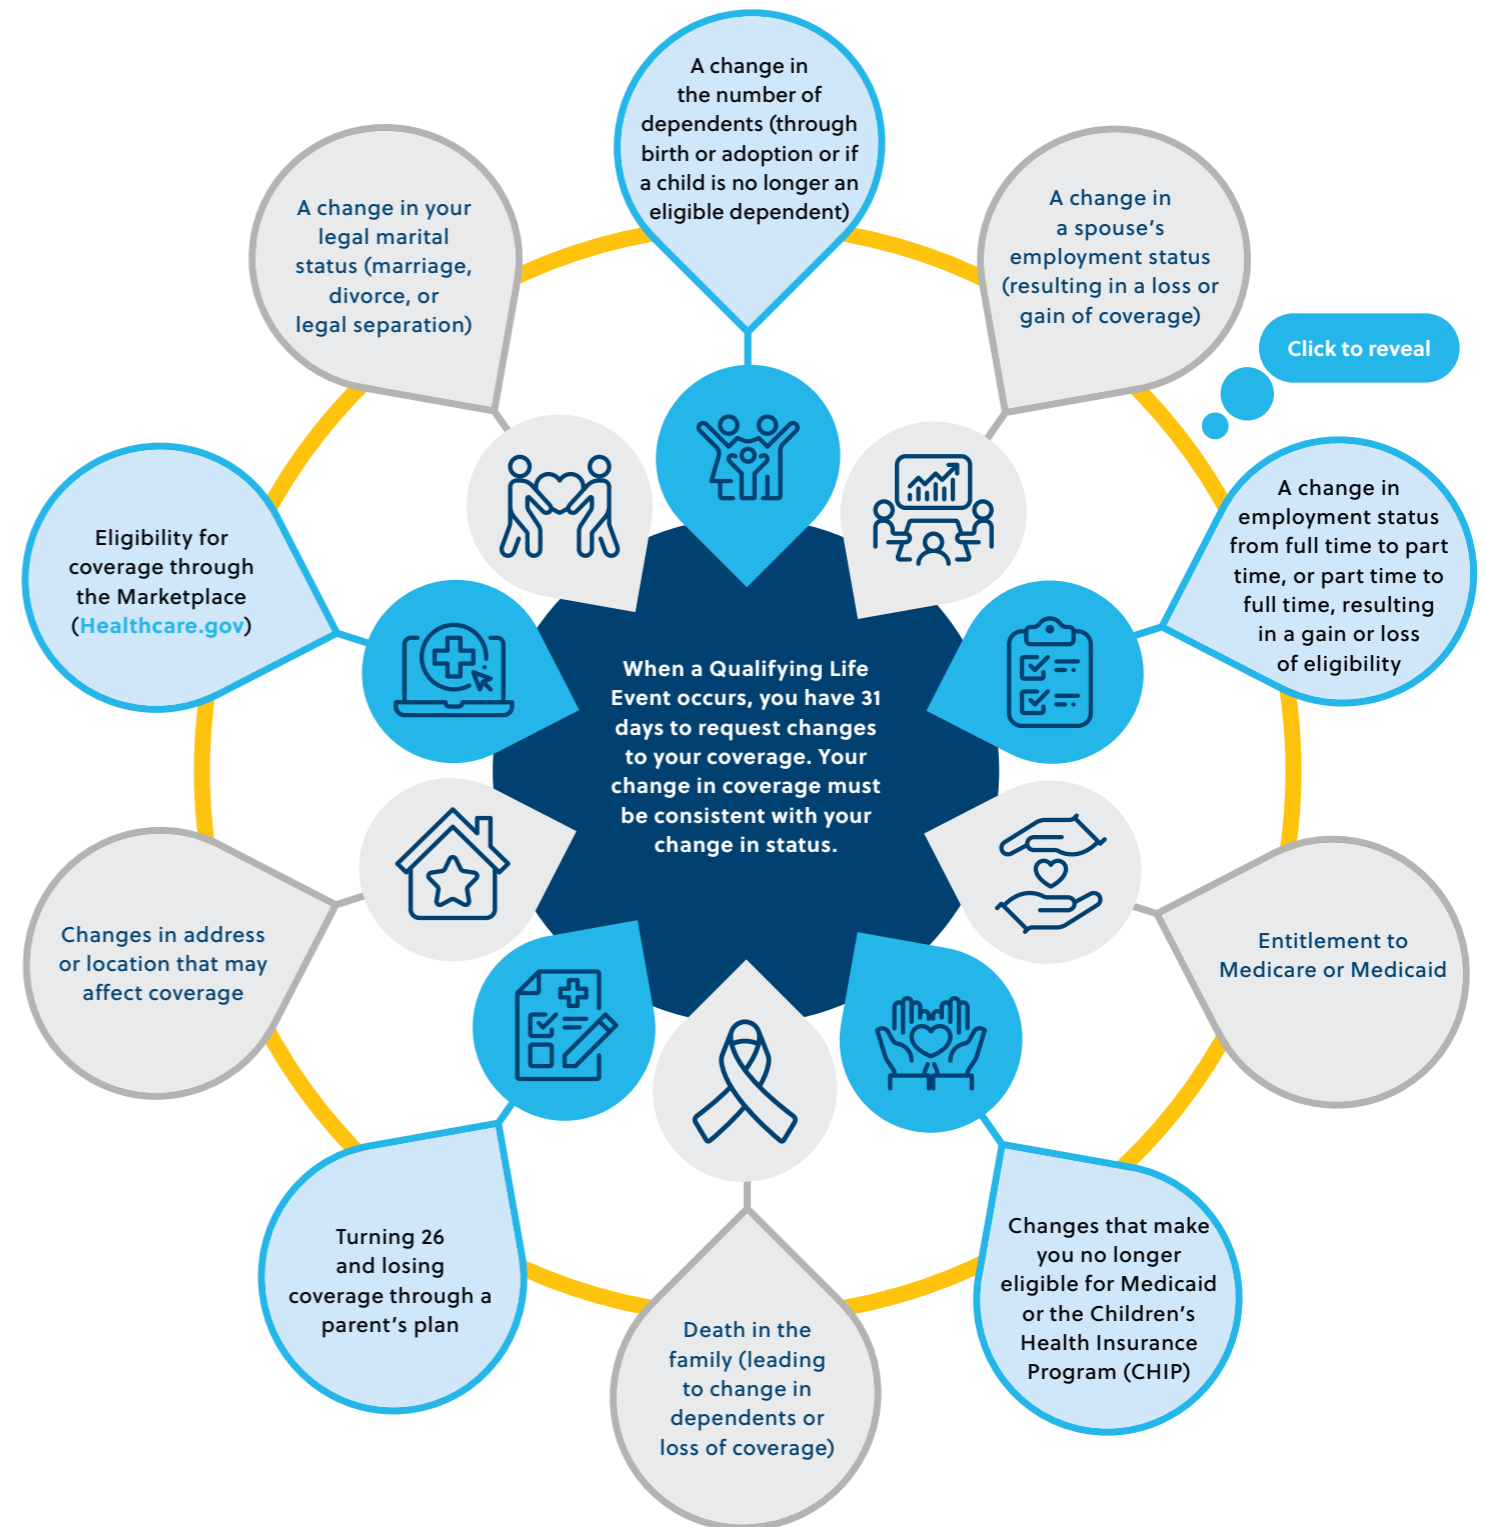 A change in
the number of
dependents (through
birth or adoption or if
a child is no longer an
eligible dependent)
A change in your
legal marital
status (marriage,
divorce, or
legal separation)
A change in
a spouse’s
employment status
(resulting in a loss or
gain of coverage)
Click to reveal
Eligibility for
coverage through
the Marketplace
(Healthcare.gov)
A change in
employment status
from full time to part
time, or part time to
full time, resulting
in a gain or loss
of eligibility
When a Qualifying Life
Event occurs, you have 31
days to request changes
to your coverage. Your
change in coverage must
be consistent with your
change in status.
Changes in address
or location that may
affect coverage
Entitlement to
Medicare or Medicaid
Turning 26
and losing
coverage through a
parent’s plan
Death in the
family (leading
to change in
dependents or
loss of coverage)
Changes that make
you no longer
eligible for Medicaid
or the Children’s
Health Insurance
Program (CHIP)